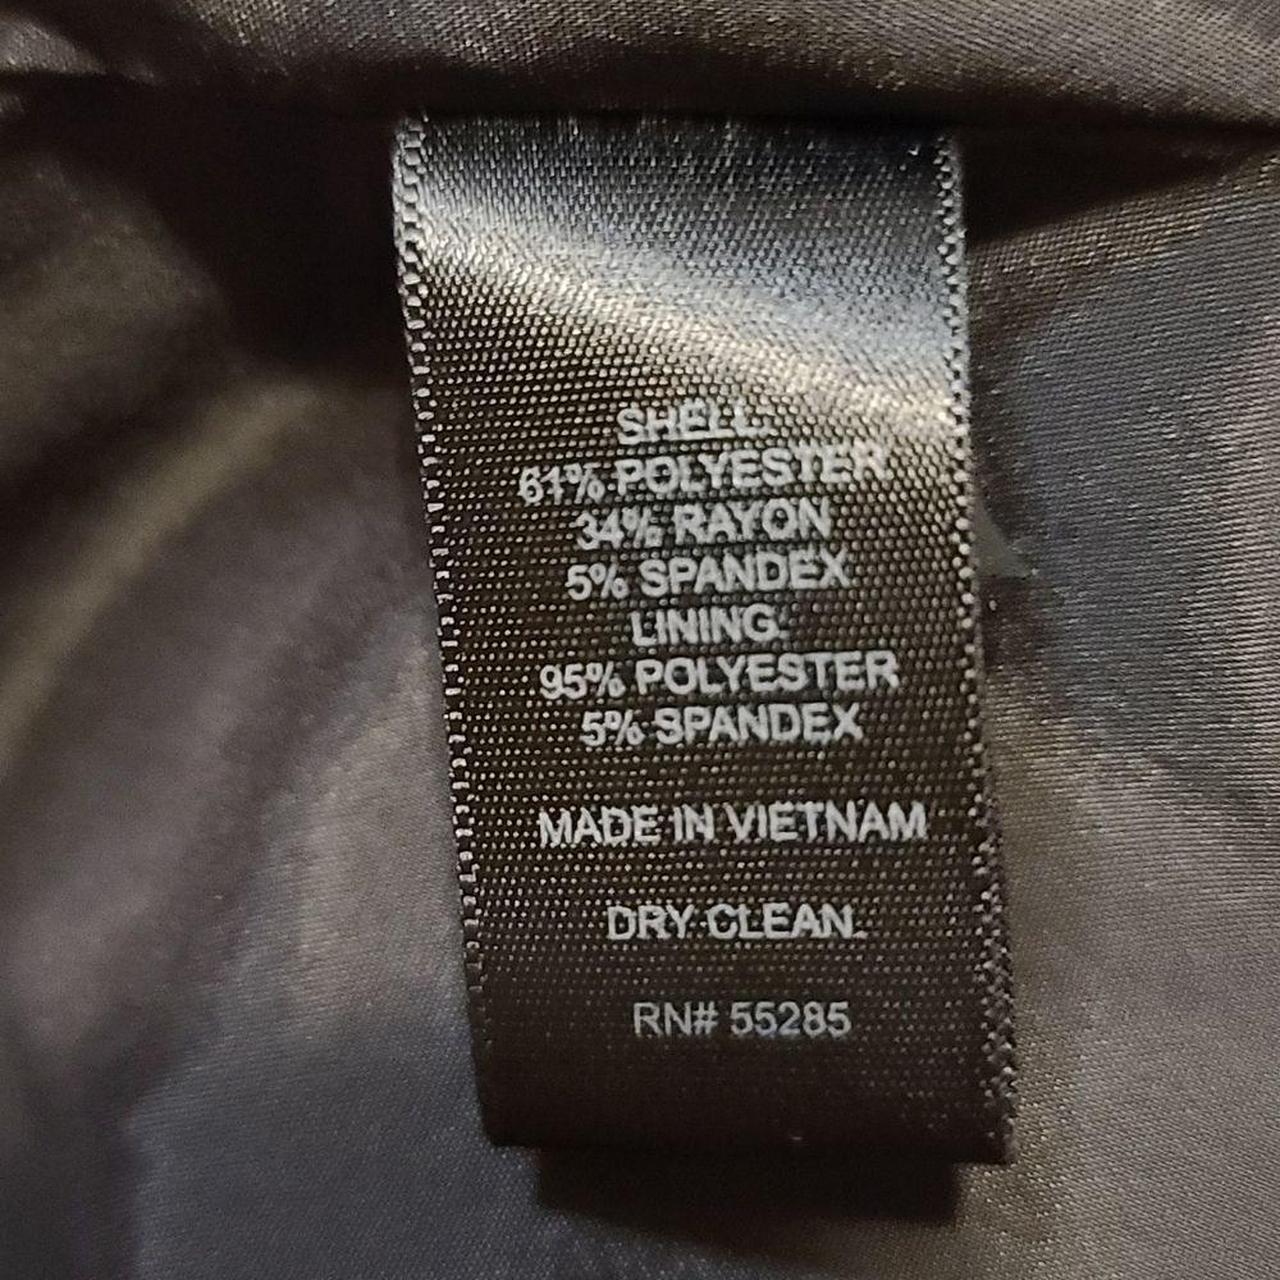 SHELL:
61% POLYESTER
34% RAYON
5% SPANDEX
LINING:
95% POLYESTER
5% SPANDEX
MADE IN VIETNAM
DRY CLEAN.
RN# 55285